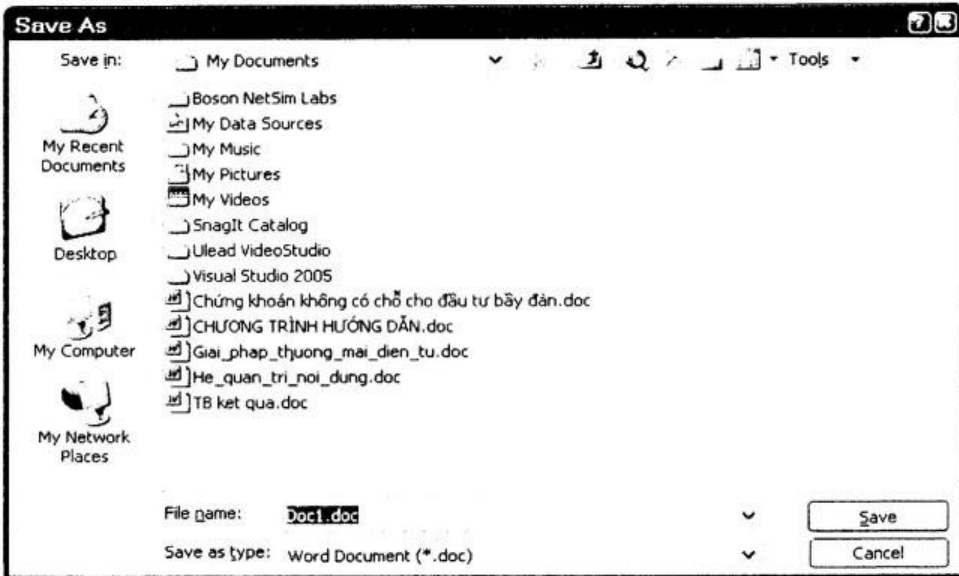 Save As
Save in:
My Documents
Tools
My Recent
Documents
Desktop
My Computer
My Network
Places
Boson NetSim Labs
My Data Sources
My Music
My Pictures
My Videos
SnagIt Catalog
Ulead VideoStudio
Visual Studio 2005
Chứng khoán không có chỗ cho đầu tư bầy đàn.doc
CHƯƠNG TRÌNH HƯỚNG DẪN.doc
Giai_phap_thuong_mai_dien_tu.doc
He_quan_tri_noi_dung.doc
TB ket qua.doc
File name:
Doc1.doc
Save
Save as type:
Word Document (*.doc)
Cancel